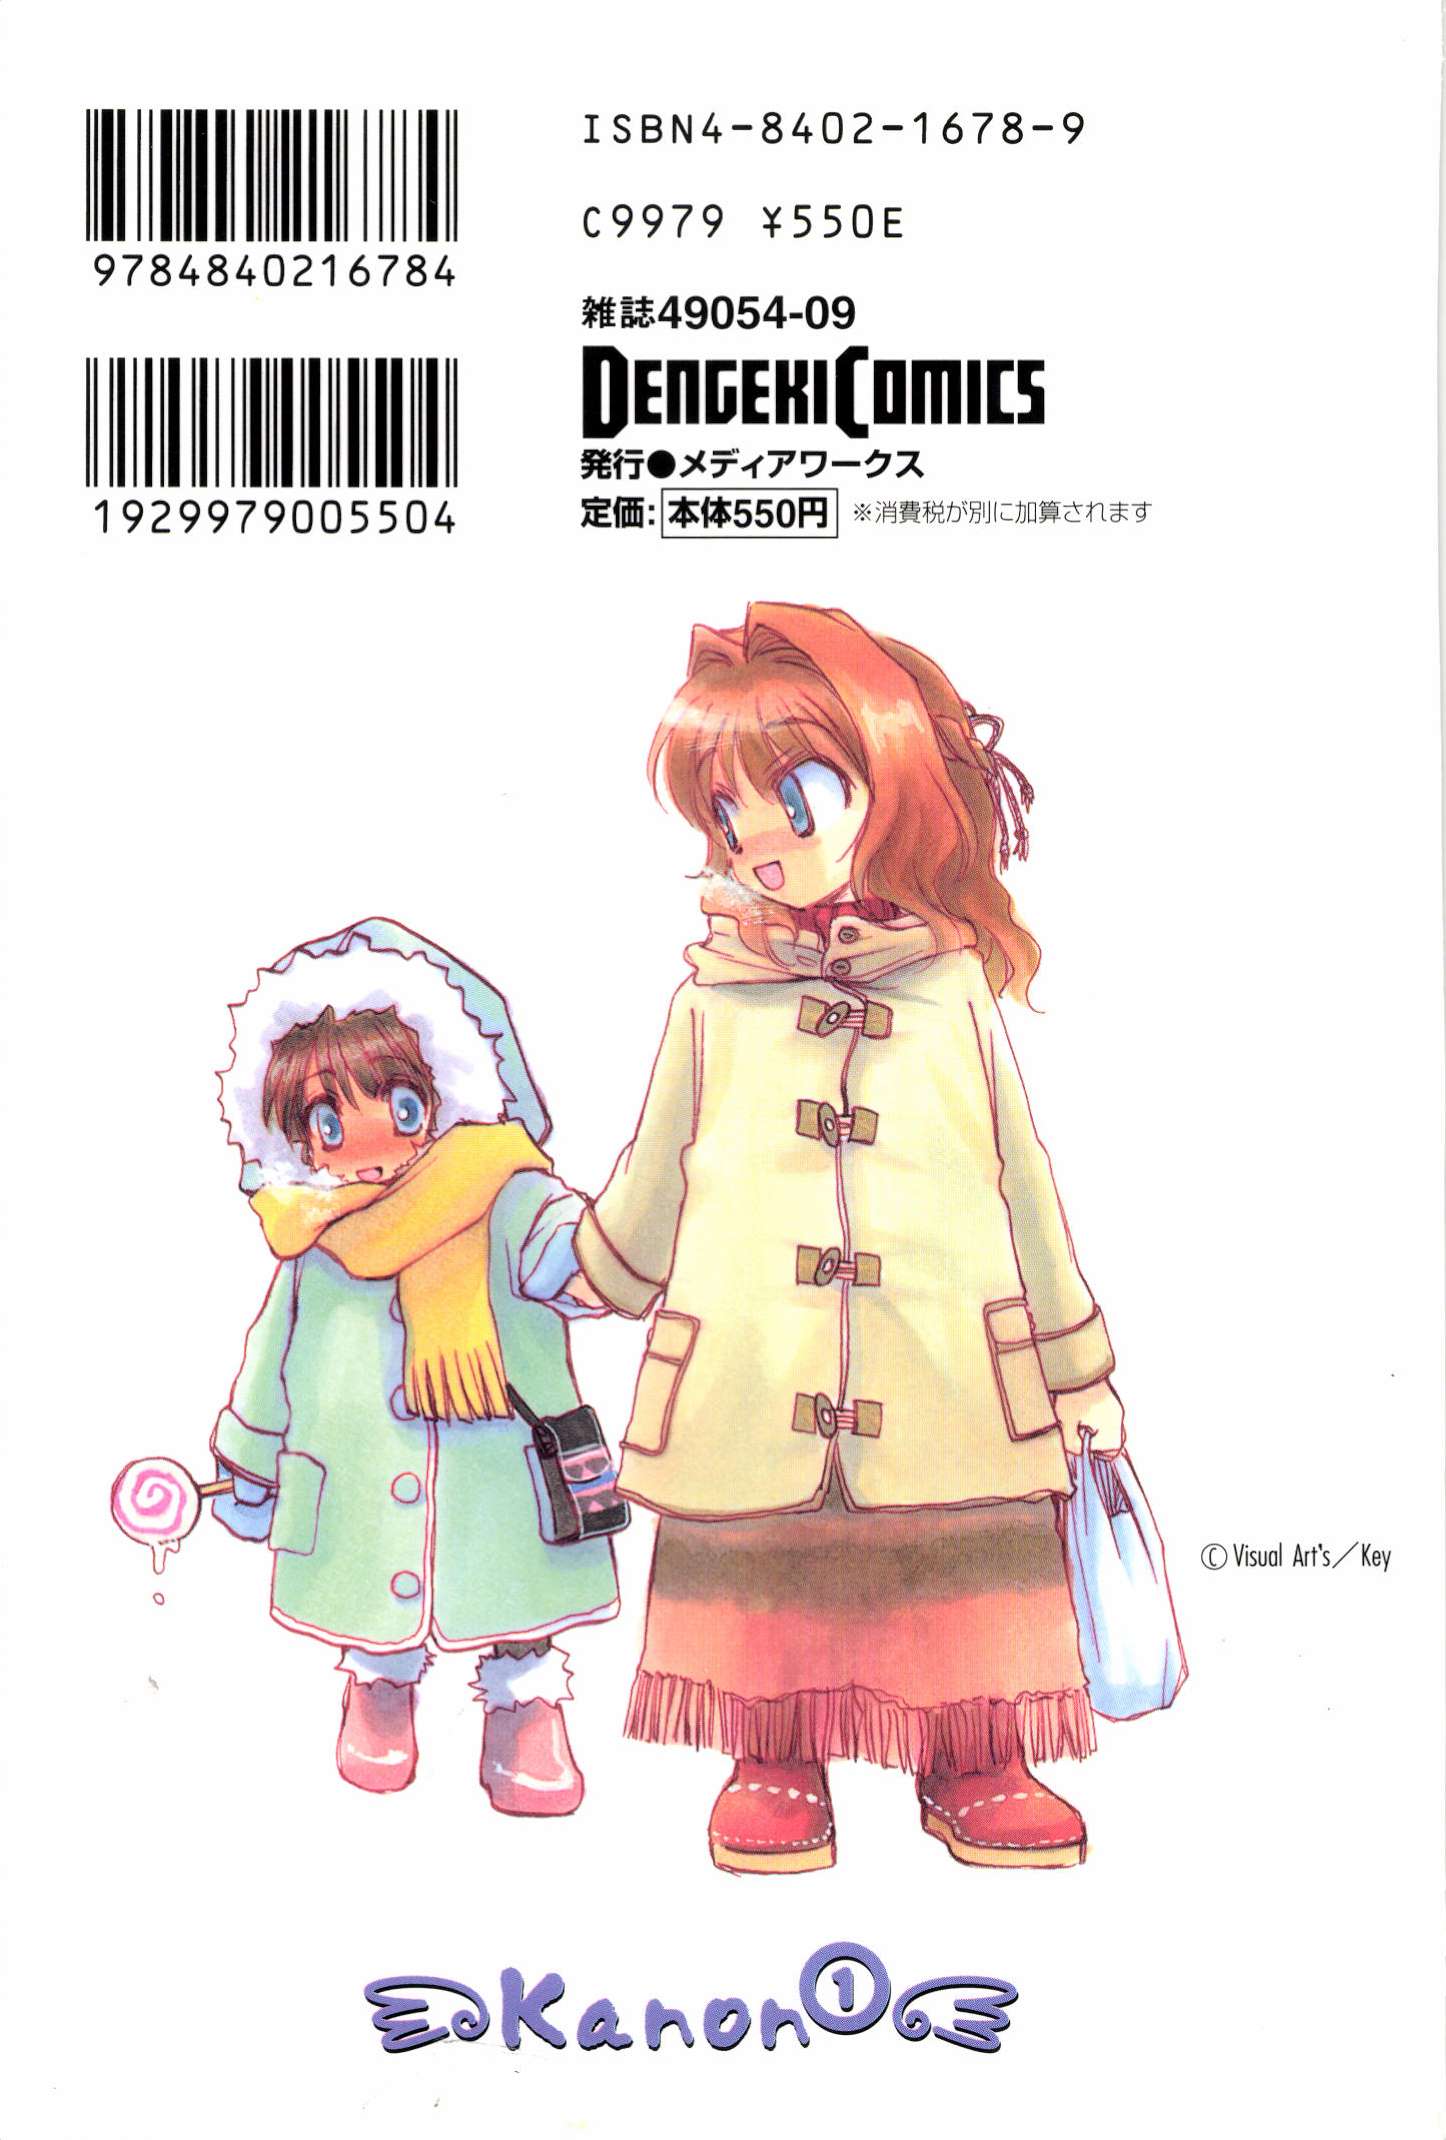 9784840216784
1929979005504
ISBN4-8402-1678-9
C9979 ¥550E
雑誌49054-09
DENGEKI COMICS
発行●メディアワークス
定価:本体550円 ※消費税が別に加算されます
© Visual Art's／Key
Kanon①